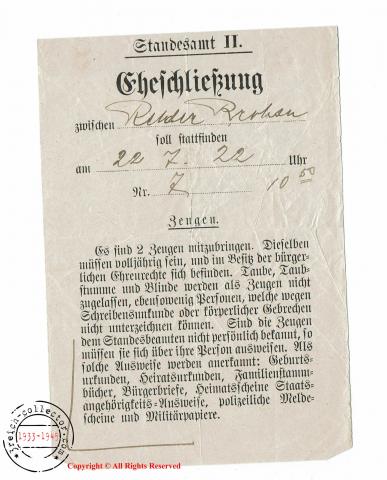 Standesamt II.
Eheschließung
zwischen
soll stattfinden
am 22 7. 22 Uhr
Nr. 7 10 50
Zeugen.
Es sind 2 Zeugen mitzubringen. Dieselben
müssen volljährig sein, und im Besitz der bürger-
lichen Ehrenrechte sich befinden. Taube, Taub-
stumme und Blinde werden als Zeugen nicht
zugelassen, ebensowenig Personen, welche wegen
Schreibensunkunde oder körperlicher Gebrechen
nicht unterzeichnen können. Sind die Zeugen
dem Standesbeamten nicht persönlich bekannt, so
müssen sie sich über ihre Person ausweisen. Als
solche Ausweise werden anerkannt: Geburts-
urkunden, Heiratsurkunden, Familienstamm-
bücher, Bürgerbriefe, Heimatscheine Staats-
angehörigkeits-Ausweise, polizeiliche Melde-
scheine und Militärpapiere.
1reich-collector.com
1933-1945
Copyright © All Rights Reserved